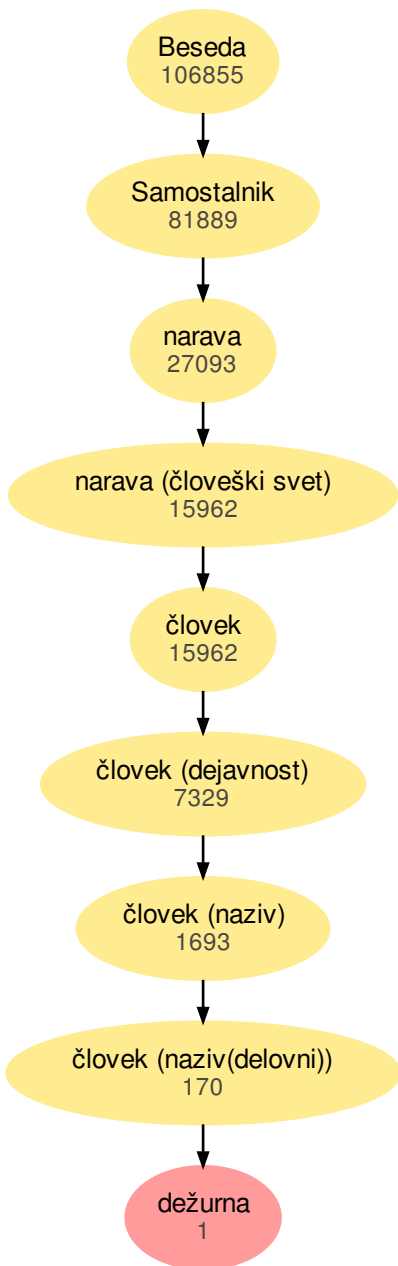 Beseda
106855
Samostalnik
81889
narava
27093
narava (človeški svet)
15962
človek
15962
človek (dejavnost)
7329
človek (naziv)
1693
človek (naziv(delovni))
170
dežurna
1